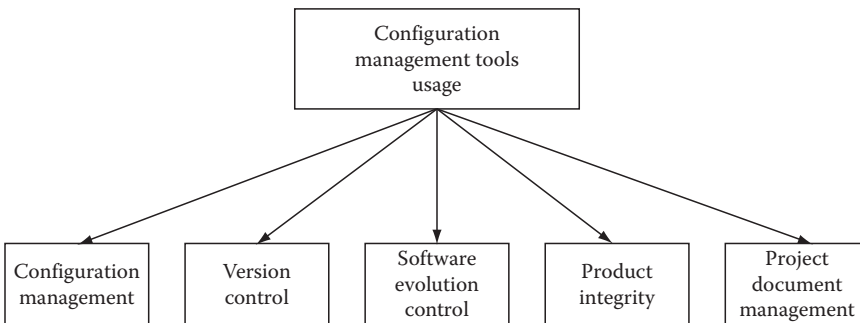 Configuration
management tools
usage
Configuration
management
Version
control
Software
evolution
control
Product
integrity
Project
document
management